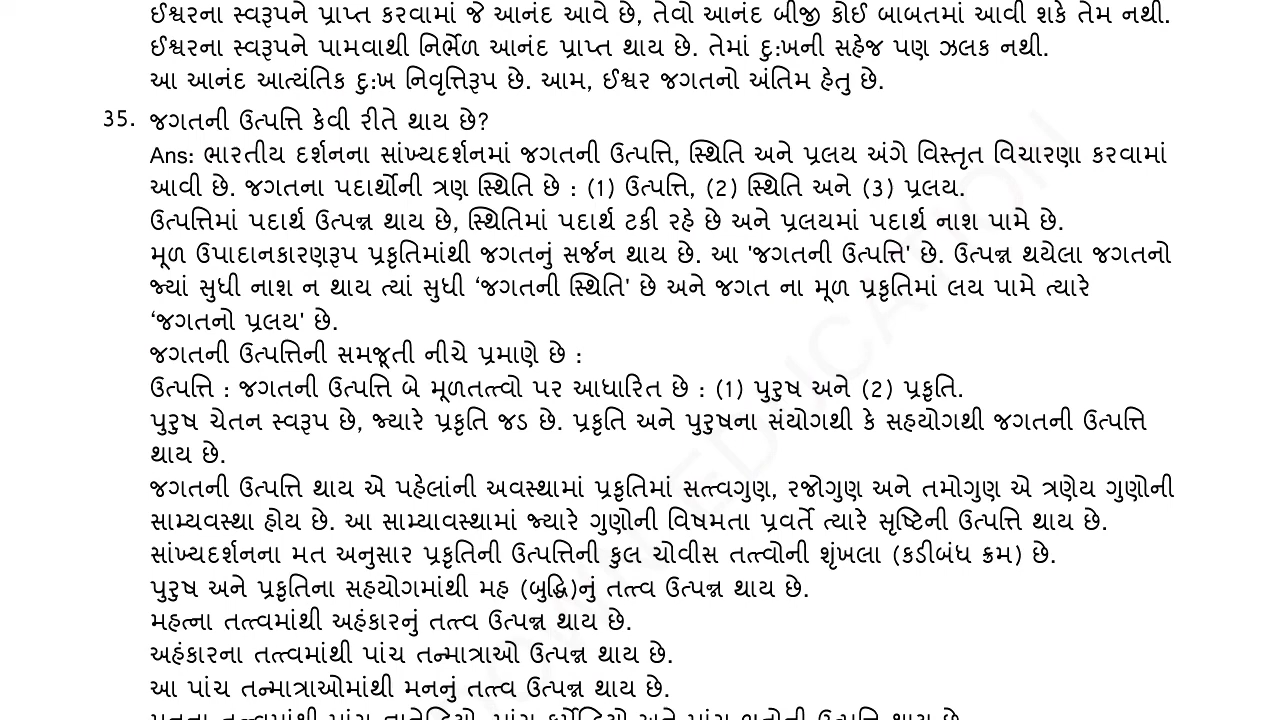 ઈશ્વરના સ્વરૂપને પ્રાપ્ત કરવામાં જે આનંદ આવે છે, તેવો આનંદ બીજી કોઈ બાબતમાં આવી શકે તેમ નથી.
ઈશ્વરના સ્વરૂપને પામવાથી નિર્ભેળ આનંદ પ્રાપ્ત થાય છે. તેમાં દુ:ખની સહેજ પણ ઝલક નથી.
આ આનંદ આત્યંતિક દુ:ખ નિવૃત્તિરૂપ છે. આમ, ઈશ્વર જગતનો અંતિમ હેતુ છે.
35. જગતની ઉત્પત્તિ કેવી રીતે થાય છે?
Ans: ભારતીય દર્શનના સાંખ્યદર્શનમાં જગતની ઉત્પત્તિ, સ્થિતિ અને પ્રલય અંગે વિસ્તૃત વિચારણા કરવામાં
આવી છે. જગતના પદાર્થોની ત્રણ સ્થિતિ છે : (1) ઉત્પત્તિ, (2) સ્થિતિ અને (3) પ્રલય.
ઉત્પત્તિમાં પદાર્થ ઉત્પન્ન થાય છે, સ્થિતિમાં પદાર્થ ટકી રહે છે અને પ્રલયમાં પદાર્થ નાશ પામે છે.
મૂળ ઉપાદાનકારણરૂપ પ્રકૃતિમાંથી જગતનું સર્જન થાય છે. આ 'જગતની ઉત્પત્તિ' છે. ઉત્પન્ન થયેલા જગતનો
જ્યાં સુધી નાશ ન થાય ત્યાં સુધી ‘જગતની સ્થિતિ' છે અને જગત ના મૂળ પ્રકૃતિમાં લય પામે ત્યારે
‘જગતનો પ્રલય' છે.
જગતની ઉત્પત્તિની સમજૂતી નીચે પ્રમાણે છે :
ઉત્પત્તિ : જગતની ઉત્પત્તિ બે મૂળતત્ત્વો પર આધારિત છે : (1) પુરુષ અને (2) પ્રકૃતિ.
પુરુષ ચેતન સ્વરૂપ છે, જ્યારે પ્રકૃતિ જડ છે. પ્રકૃતિ અને પુરુષના સંયોગથી કે સહયોગથી જગતની ઉત્પત્તિ
થાય છે.
જગતની ઉત્પત્તિ થાય એ પહેલાંની અવસ્થામાં પ્રકૃતિમાં સત્ત્વગુણ, રજોગુણ અને તમોગુણ એ ત્રણેય ગુણોની
સામ્યવસ્થા હોય છે. આ સામ્યાવસ્થામાં જ્યારે ગુણોની વિષમતા પ્રવર્તે ત્યારે સૃષ્ટિની ઉત્પત્તિ થાય છે.
સાંખ્યદર્શનના મત અનુસાર પ્રકૃતિની ઉત્પત્તિની કુલ ચોવીસ તત્ત્વોની શૃંખલા (કડીબંધ ક્રમ) છે.
પુરુષ અને પ્રકૃતિના સહયોગમાંથી મહ (બુદ્ધિ)નું તત્ત્વ ઉત્પન્ન થાય છે.
મહત્ના તત્ત્વમાંથી અહંકારનું તત્ત્વ ઉત્પન્ન થાય છે.
અહંકારના તત્ત્વમાંથી પાંચ તન્માત્રાઓ ઉત્પન્ન થાય છે.
આ પાંચ તન્માત્રાઓમાંથી મનનું તત્ત્વ ઉત્પન્ન થાય છે.